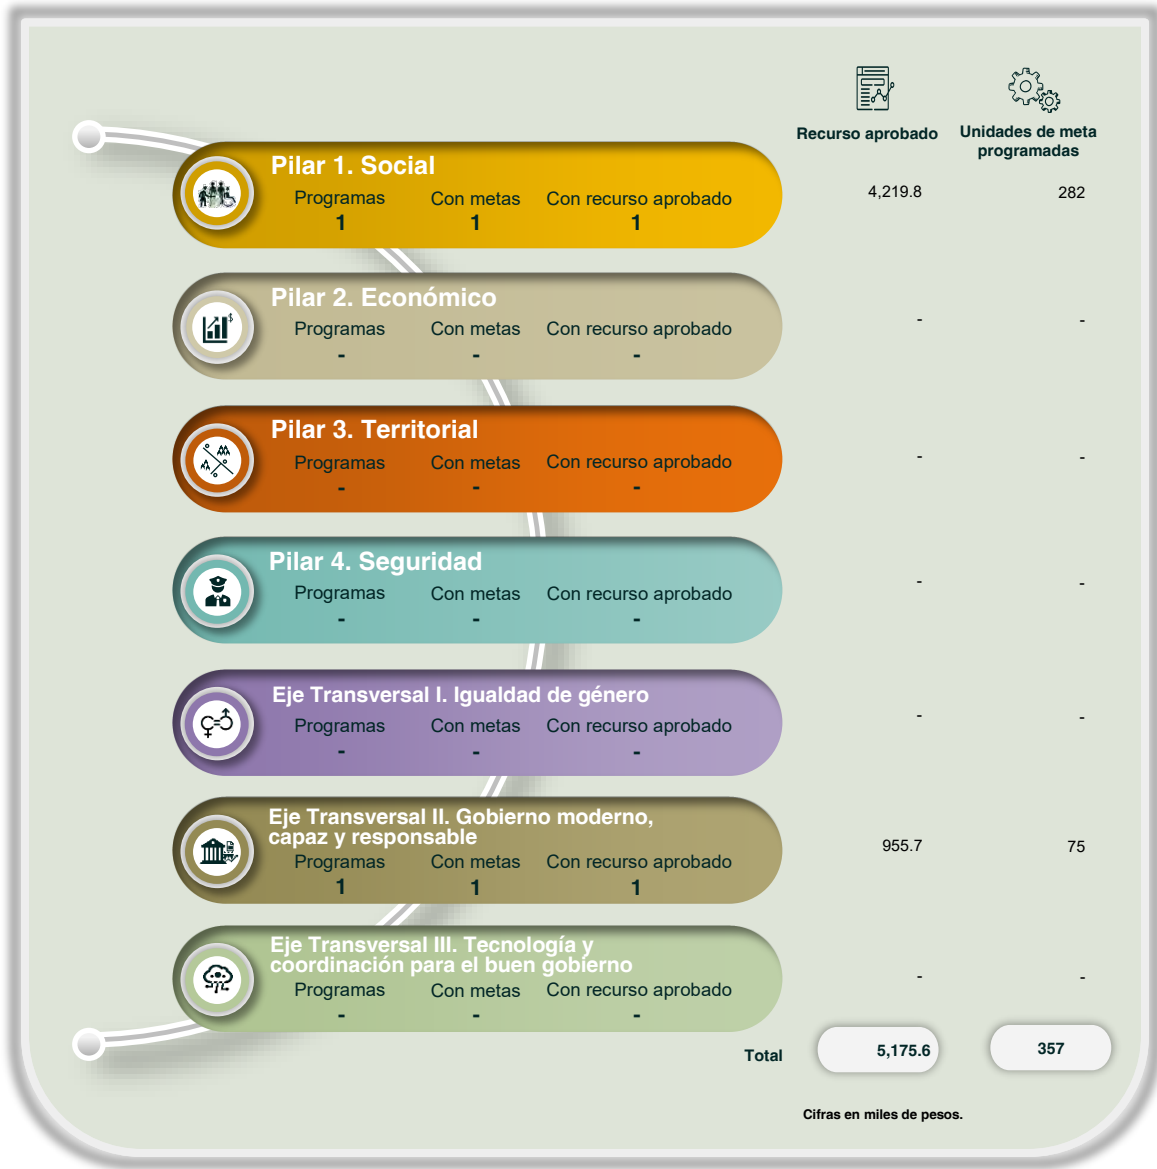 Recurso aprobado
Unidades de meta
programadas
Pilar 1. Social
Programas Con metas Con recurso aprobado
1 1 1
4,219.8 282
Pilar 2. Económico
Programas Con metas Con recurso aprobado
- - -
- -
Pilar 3. Territorial
Programas Con metas Con recurso aprobado
- - -
- -
Pilar 4. Seguridad
Programas Con metas Con recurso aprobado
- - -
- -
Eje Transversal I. Igualdad de género
Programas Con metas Con recurso aprobado
- - -
- -
Eje Transversal II. Gobierno moderno,
capaz y responsable
Programas Con metas Con recurso aprobado
1 1 1
955.7 75
Eje Transversal III. Tecnología y
coordinación para el buen gobierno
Programas Con metas Con recurso aprobado
- - -
- -
Total 5,175.6 357
Cifras en miles de pesos.